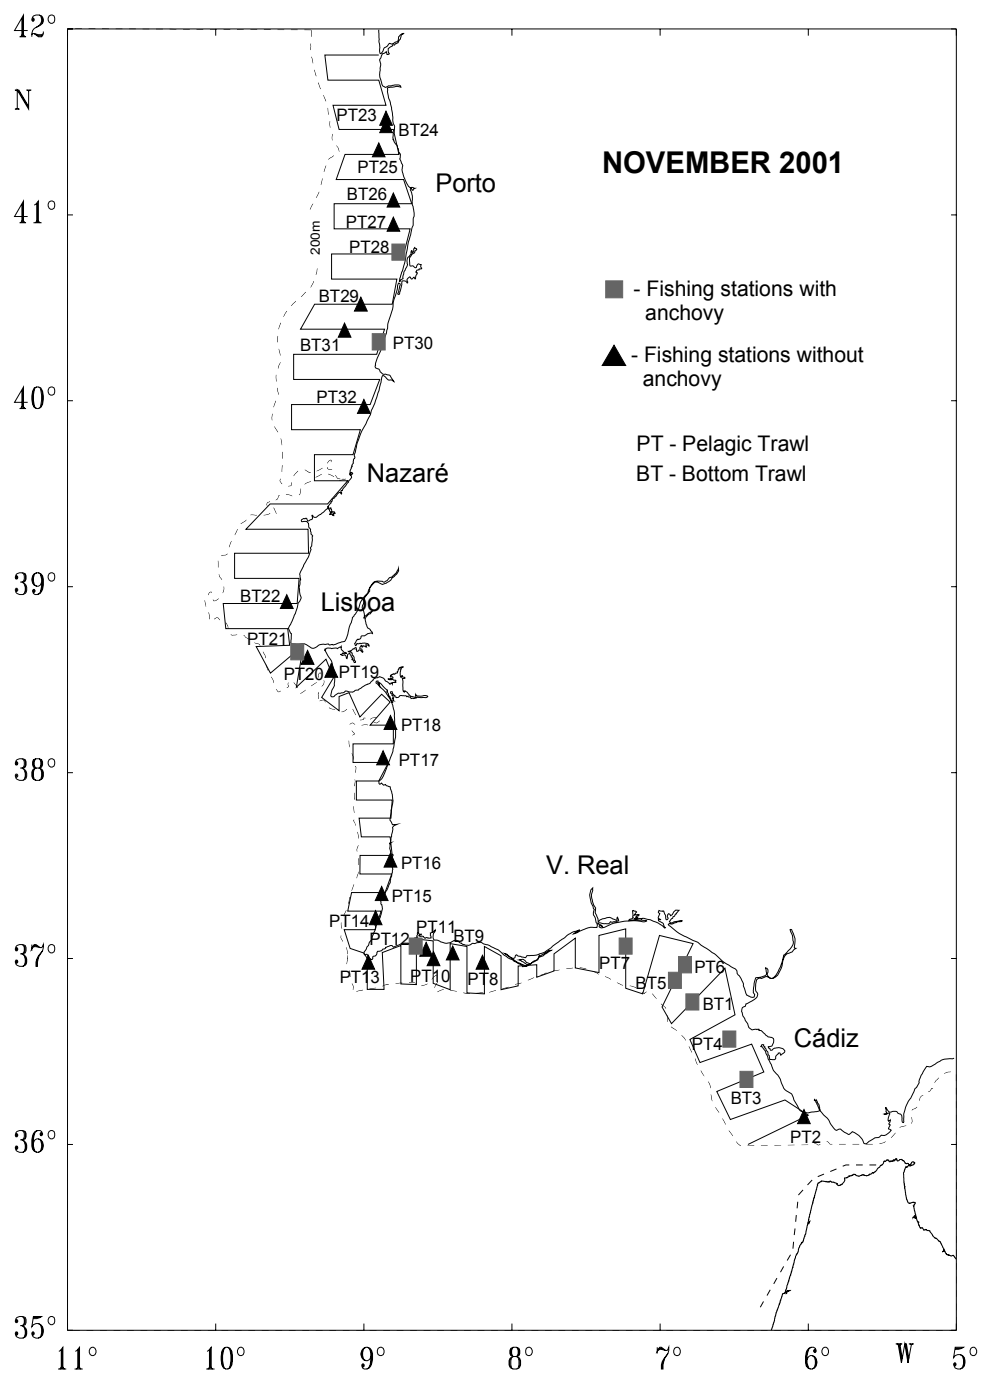 42°
N
PT23
BT24
NOVEMBER 2001
PT25
Porto
BT26
41°
PT27
200m
PT28
- Fishing stations with
anchovy
BT29
BT31
PT30
- Fishing stations without
anchovy
40°
PT32
PT - Pelagic Trawl
BT - Bottom Trawl
Nazaré
39°
BT22
Lisboa
PT21
PT20
PT19
PT18
38°
PT17
PT16
V. Real
PT15
PT14
PT11
PT12
BT9
37°
PT13
PT10
PT8
PT7
PT6
BT5
BT1
PT4
Cádiz
BT3
PT2
36°
35°
11°
10°
9°
8°
7°
6°
W
5°